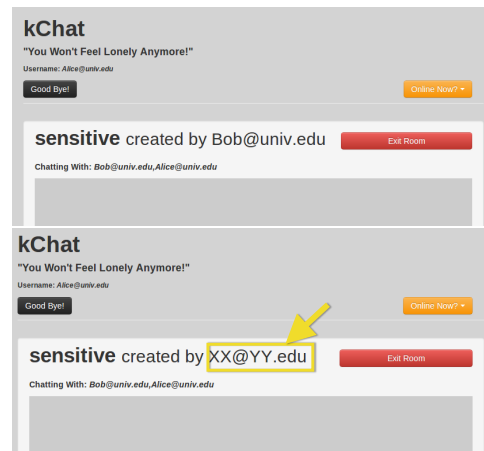 kChat
"You Won't Feel Lonely Anymore!"
Username: Alice@univ.edu
Good Bye!
Online Now?
sensitive created by Bob@univ.edu
Exit Room
Chatting With: Bob@univ.edu,Alice@univ.edu
kChat
"You Won't Feel Lonely Anymore!"
Username: Alice@univ.edu
Good Bye!
Online Now?
sensitive created by XX@YY.edu
Exit Room
Chatting With: Bob@univ.edu,Alice@univ.edu